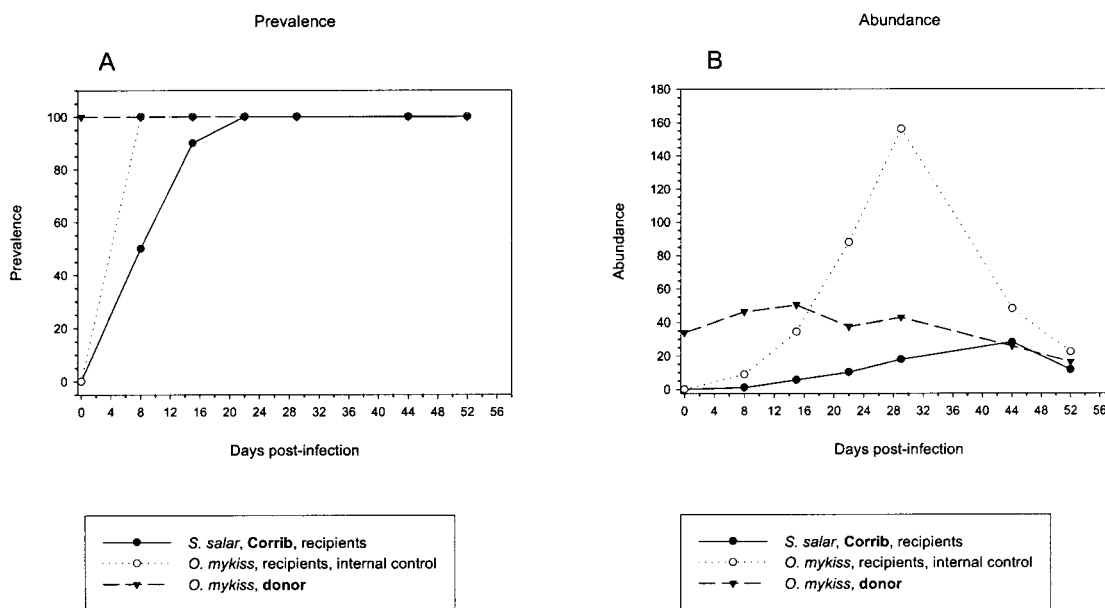 Prevalence
A
Prevalence
100
80
60
40
20
0
0 4 8 12 16 20 24 28 32 36 40 44 48 52 56
Days post-infection
S. salar, Corrib, recipients
O. mykiss, recipients, internal control
O. mykiss, donor
Abundance
B
Abundance
180
160
140
120
100
80
60
40
20
0
0 4 8 12 16 20 24 28 32 36 40 44 48 52 56
Days post-infection
S. salar, Corrib, recipients
O. mykiss, recipients, internal control
O. mykiss, donor